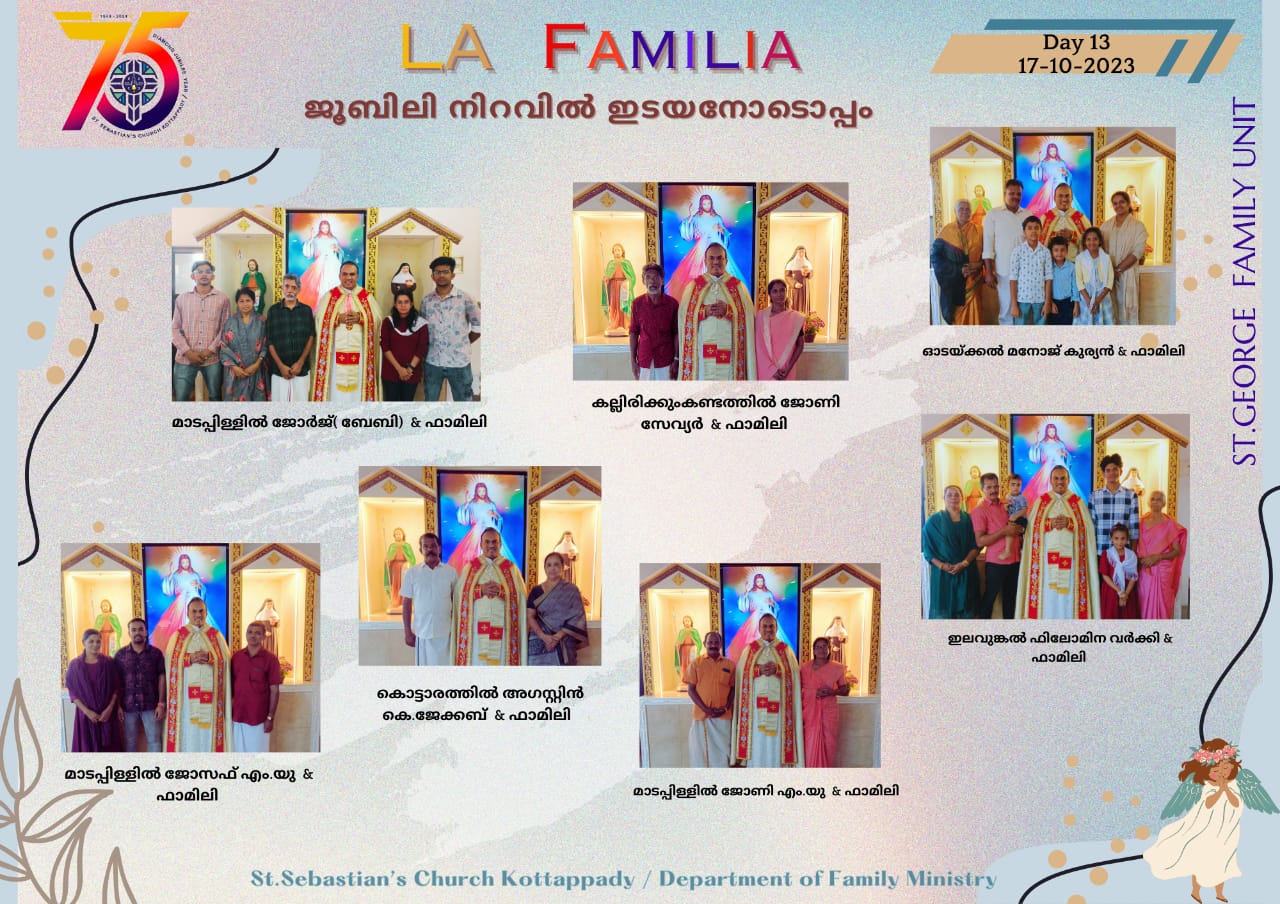 1949 - 2024
75
DIAMOND JUBILEE YEAR
ST. SEBASTIAN'S CHURCH KOTTAPPADY
LA FAMILIA
ജൂബിലി നിറവിൽ ഇടയനോടൊപ്പം
Day 13
17-10-2023
ST.GEORGE FAMILY UNIT
മാടപ്പിള്ളിൽ ജോർജ്( ബേബി) & ഫാമിലി
കല്ലിരിക്കുംകണ്ടത്തിൽ ജോണി
സേവ്യർ & ഫാമിലി
ഓടയ്ക്കൽ മനോജ് കുര്യൻ & ഫാമിലി
മാടപ്പിള്ളിൽ ജോസഫ് എം.യു &
ഫാമിലി
കൊട്ടാരത്തിൽ അഗസ്റ്റിൻ
കെ.ജേക്കബ് & ഫാമിലി
മാടപ്പിള്ളിൽ ജോണി എം.യു & ഫാമിലി
ഇലവുങ്കൽ ഫിലോമിന വർക്കി &
ഫാമിലി
St.Sebastian's Church Kottappady / Department of Family Ministry